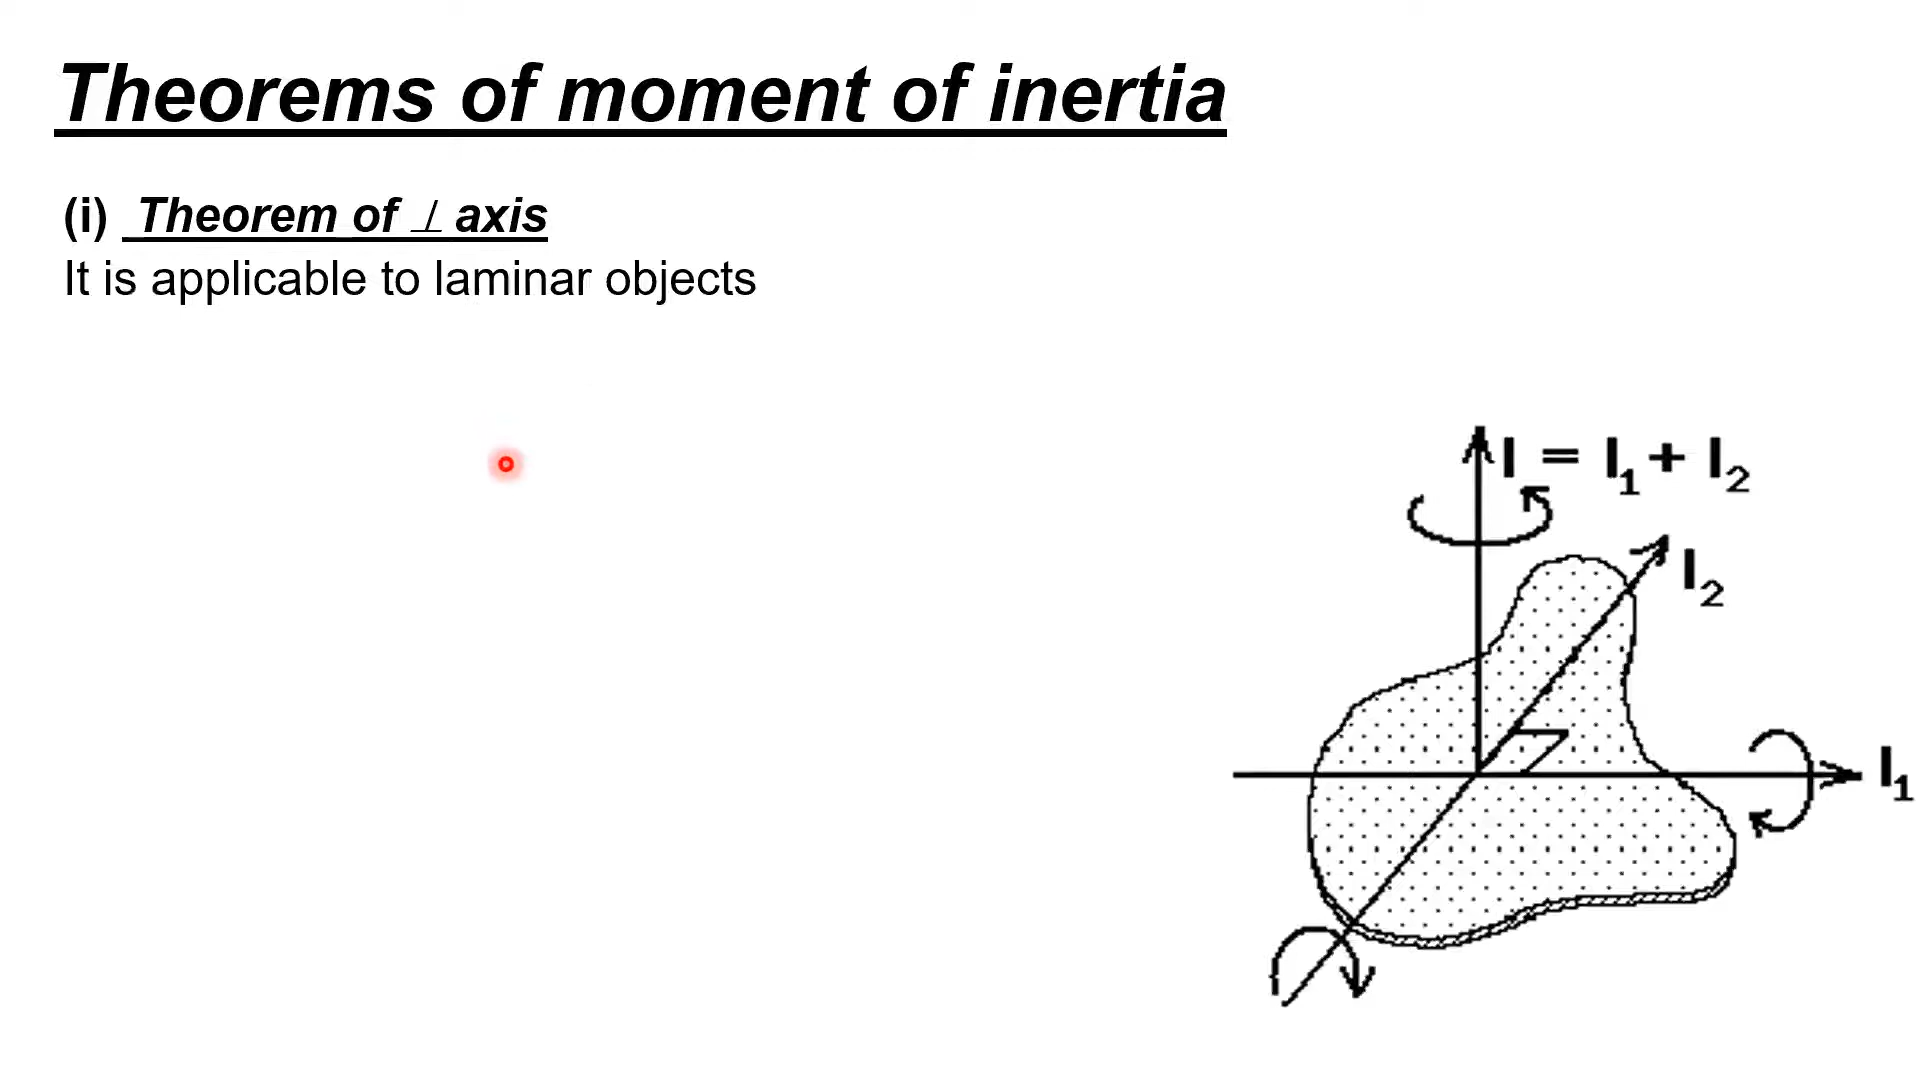 Theorems of moment of inertia
(i) Theorem of ⊥ axis
It is applicable to laminar objects
I = I₁ + I₂
I₂
I₁